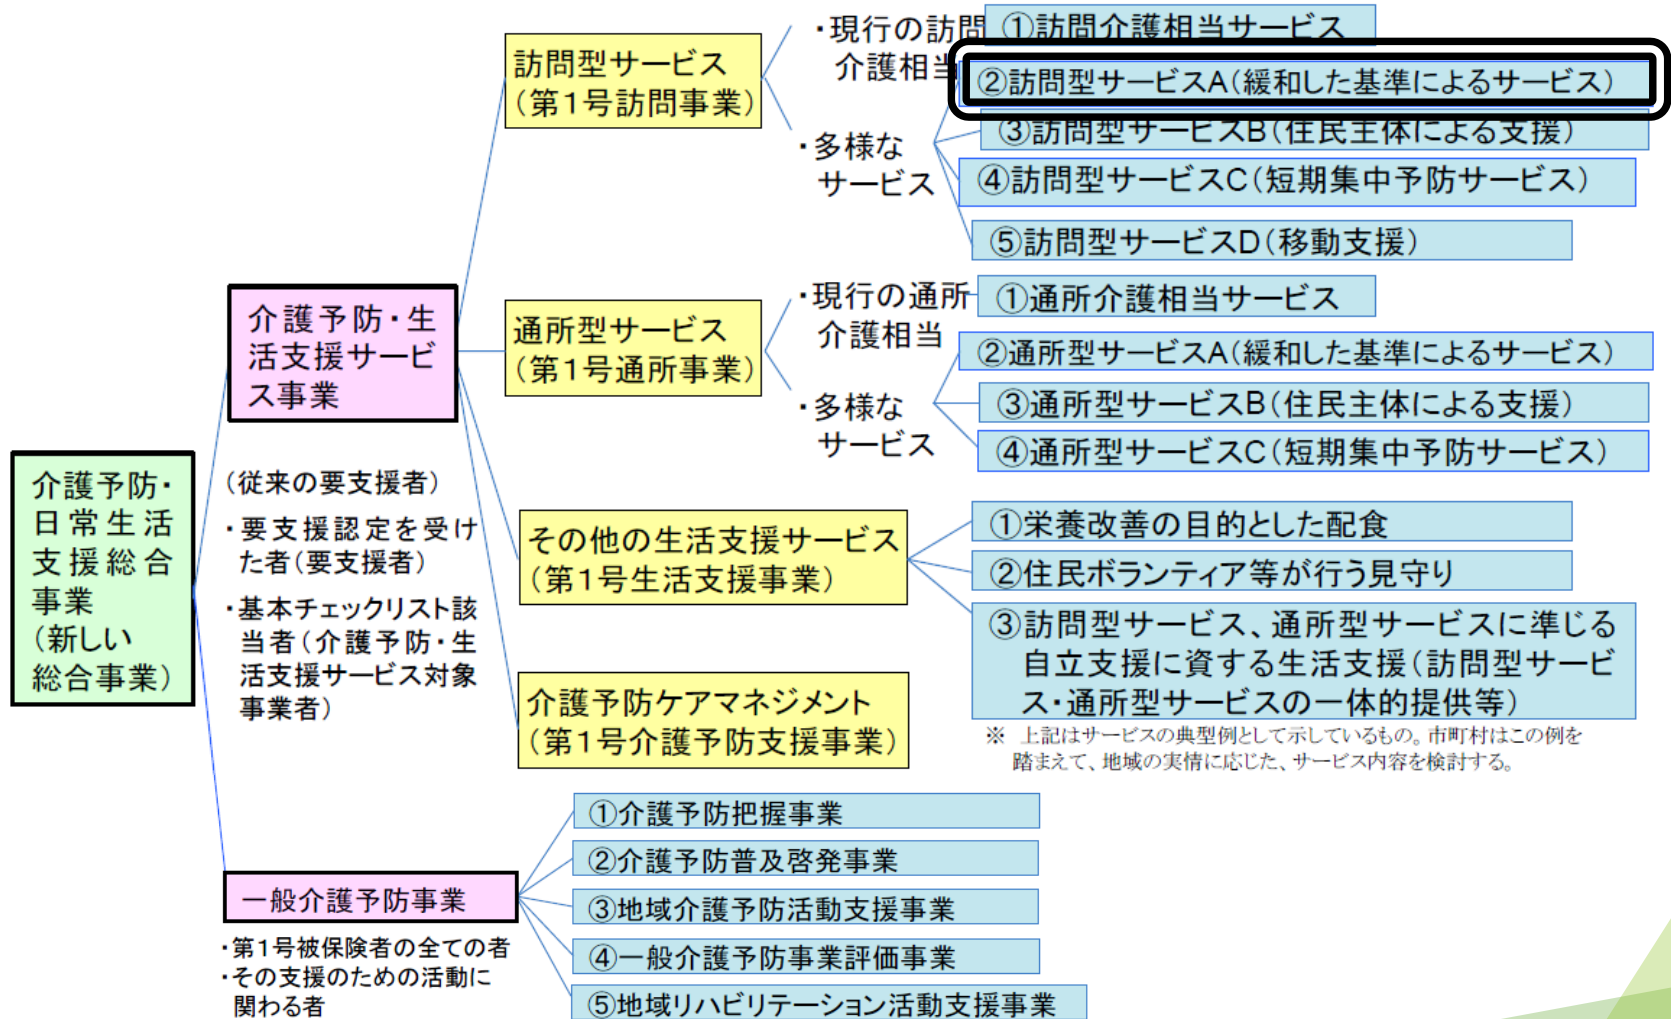 介護予防・
日常生活
支援総合
事業
(新しい
総合事業)
介護予防・生
活支援サービ
ス事業
(従来の要支援者)
・要支援認定を受け
た者(要支援者)
・基本チェックリスト該
当者(介護予防・生
活支援サービス対象
事業者)
訪問型サービス
(第1号訪問事業)
・現行の訪問
介護相当
・多様な
サービス
①訪問介護相当サービス
②訪問型サービスA(緩和した基準によるサービス)
③訪問型サービスB(住民主体による支援)
④訪問型サービスC(短期集中予防サービス)
⑤訪問型サービスD(移動支援)
通所型サービス
(第1号通所事業)
・現行の通所
介護相当
・多様な
サービス
①通所介護相当サービス
②通所型サービスA(緩和した基準によるサービス)
③通所型サービスB(住民主体による支援)
④通所型サービスC(短期集中予防サービス)
その他の生活支援サービス
(第1号生活支援事業)
①栄養改善の目的とした配食
②住民ボランティア等が行う見守り
③訪問型サービス、通所型サービスに準じる
自立支援に資する生活支援(訪問型サービ
ス・通所型サービスの一体的提供等)
※ 上記はサービスの典型例として示しているもの。市町村はこの例を
踏まえて、地域の実情に応じた、サービス内容を検討する。
介護予防ケアマネジメント
(第1号介護予防支援事業)
一般介護予防事業
・第1号被保険者の全ての者
・その支援のための活動に
関わる者
①介護予防把握事業
②介護予防普及啓発事業
③地域介護予防活動支援事業
④一般介護予防事業評価事業
⑤地域リハビリテーション活動支援事業